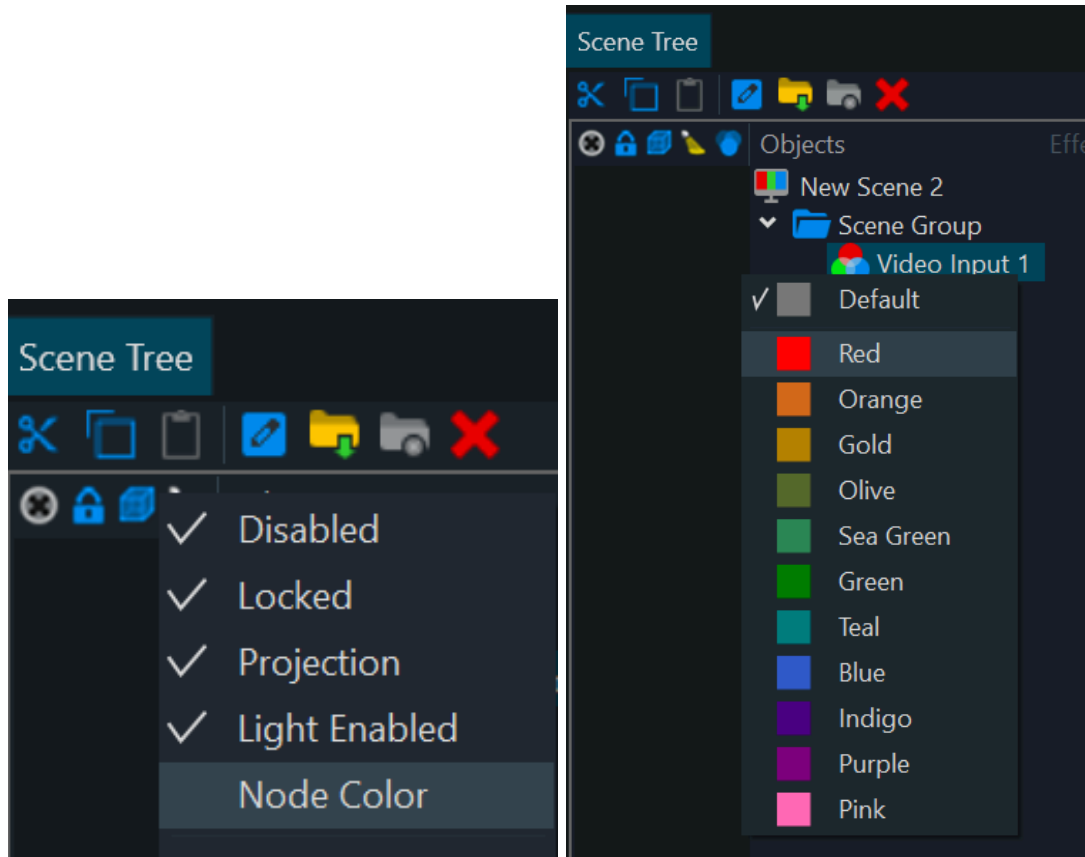 Scene Tree
Disabled
Locked
Projection
Light Enabled
Node Color
Scene Tree
Objects
New Scene 2
Scene Group
Video Input 1
Default
Red
Orange
Gold
Olive
Sea Green
Green
Teal
Blue
Indigo
Purple
Pink